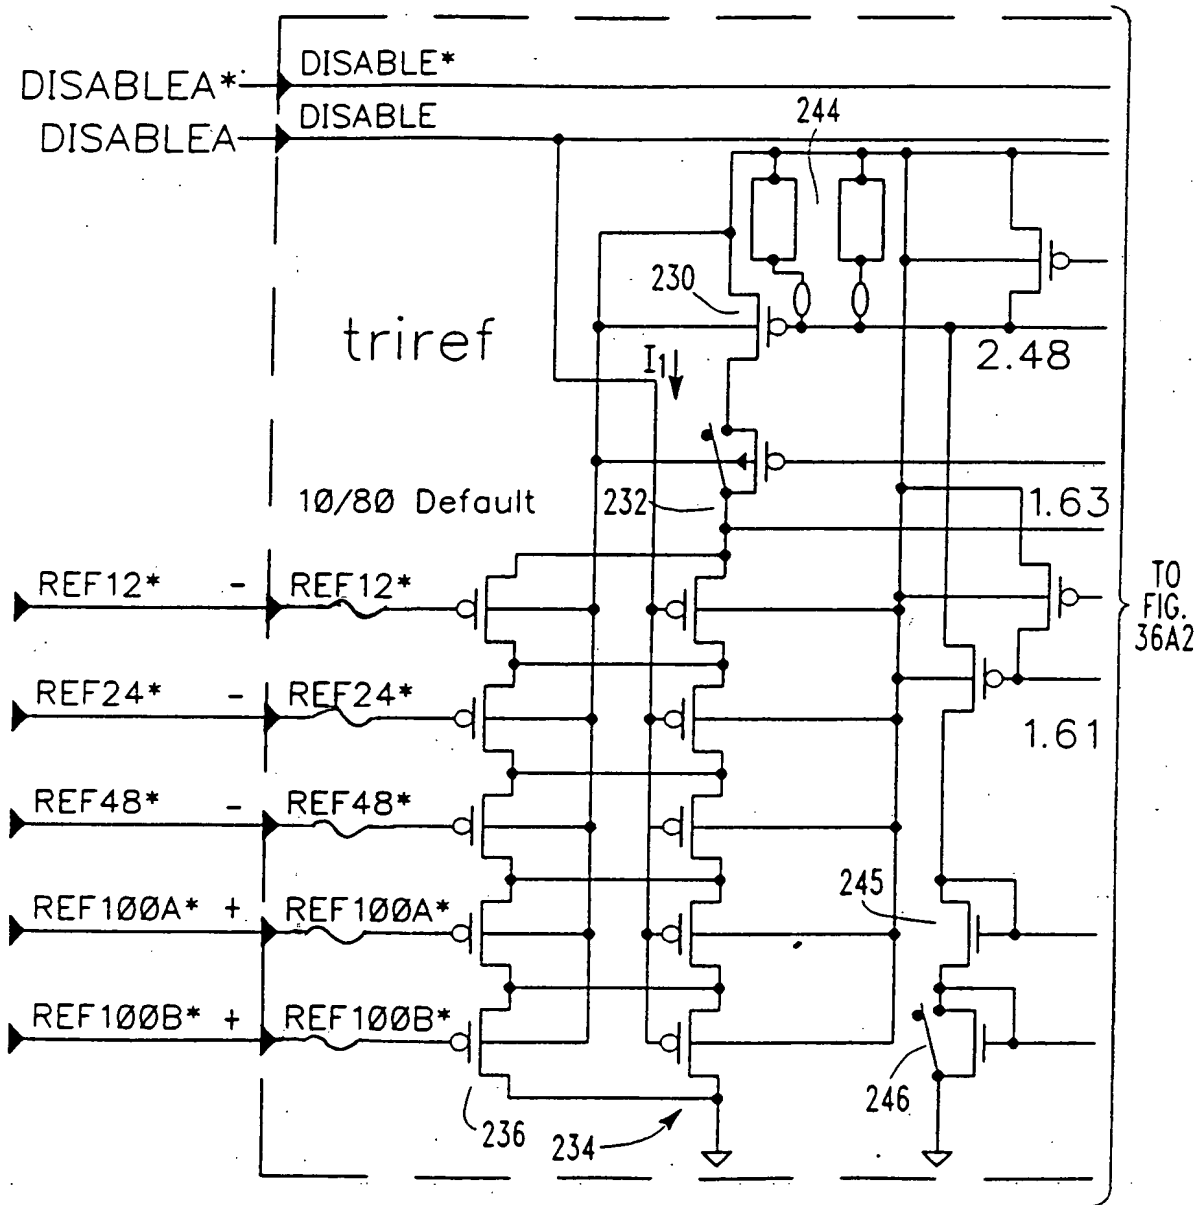 DISABLEA*
DISABLE*
DISABLEA
DISABLE
244
230
triref
I1
2.48
10/80 Default
232
1.63
REF12* -
REF12*
TO
FIG.
36A2
REF24* -
REF24*
1.61
REF48* -
REF48*
245
REF100A* +
REF100A*
REF100B* +
REF100B*
246
236
234